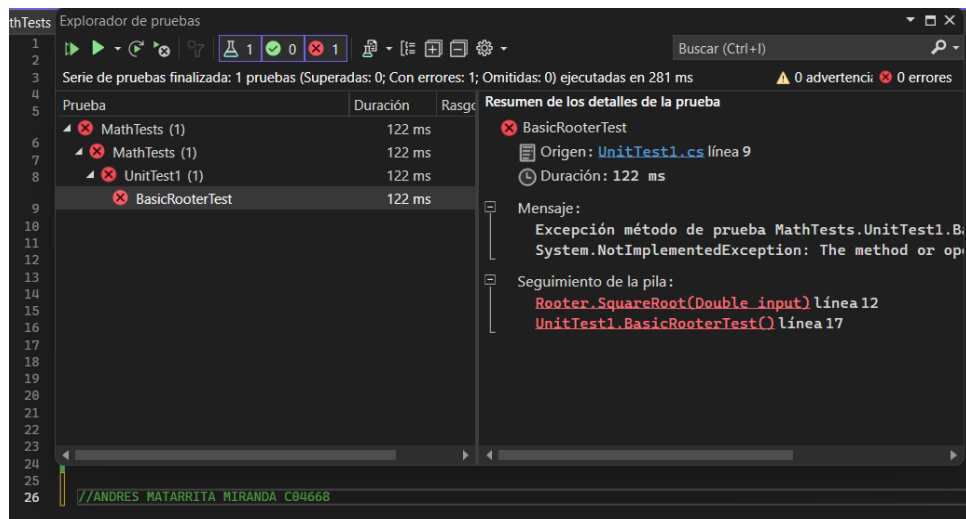 thTests
Explorador de pruebas
1 0 1
Buscar (Ctrl+I)
Serie de pruebas finalizada: 1 pruebas (Superadas: 0; Con errores: 1; Omitidas: 0) ejecutadas en 281 ms
0 advertenci 0 errores
Prueba Duración Rasgo
MathTests (1) 122 ms
MathTests (1) 122 ms
UnitTest1 (1) 122 ms
BasicRooterTest 122 ms
Resumen de los detalles de la prueba
BasicRooterTest
Origen: UnitTest1.cs línea 9
Duración: 122 ms
Mensaje:
Excepción método de prueba MathTests.UnitTest1.Ba
System.NotImplementedException: The method or op
Seguimiento de la pila:
Rooter.SquareRoot(Double input) línea 12
UnitTest1.BasicRooterTest() línea 17
1
2
3
4
5
6
7
8
9
10
11
12
13
14
15
16
17
18
19
20
21
22
23
24
25
26 //ANDRES MATARRITA MIRANDA C04668